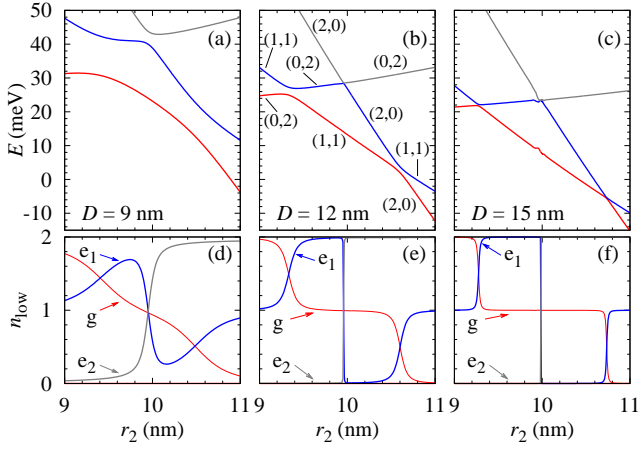 50
40
30
20
10
0
-10
E (meV)
(a)
D = 9 nm
(b)
(2,0)
(1,1)
(0,2)
(0,2)
(0,2)
(1,1)
(2,0)
(1,1)
(2,0)
D = 12 nm
(c)
D = 15 nm
2
1
0
n_low
(d)
e₁
g
e₂
(e)
e₁
g
e₂
(f)
e₁
g
e₂
9 10 11
9 10 11
9 10 11
r₂ (nm)
r₂ (nm)
r₂ (nm)